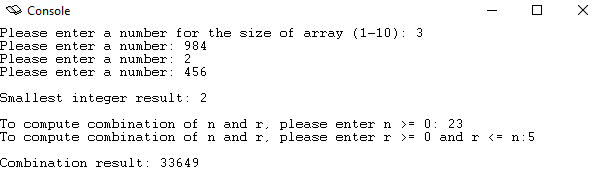 Console
Please enter a number for the size of array (1-10): 3
Please enter a number: 984
Please enter a number: 2
Please enter a number: 456
Smallest integer result: 2
To compute combination of n and r, please enter n >= 0: 23
To compute combination of n and r, please enter r >= 0 and r <= n:5
Combination result: 33649